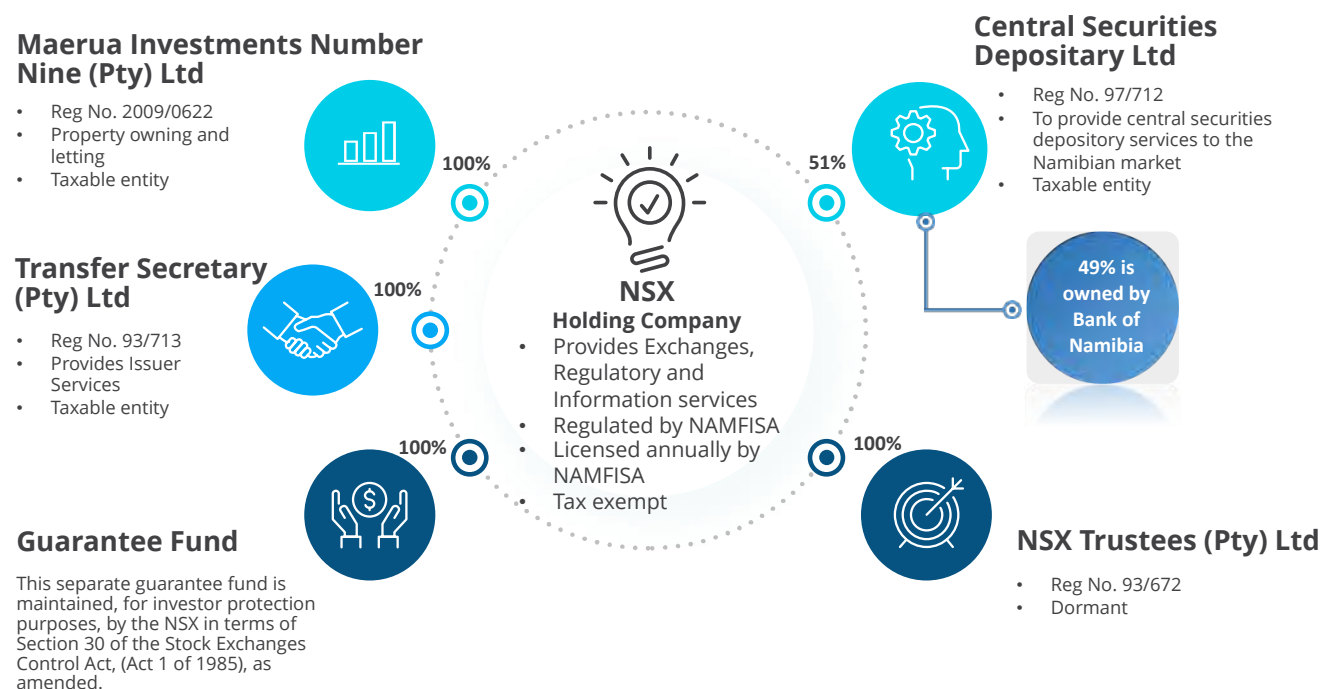 Maerua Investments Number
Nine (Pty) Ltd
• Reg No. 2009/0622
• Property owning and
letting
• Taxable entity
100%
Transfer Secretary
(Pty) Ltd
• Reg No. 93/713
• Provides Issuer
Services
• Taxable entity
100%
Guarantee Fund
This separate guarantee fund is
maintained, for investor protection
purposes, by the NSX in terms of
Section 30 of the Stock Exchanges
Control Act, (Act 1 of 1985), as
amended.
100%
$
NSX
Holding Company
• Provides Exchanges,
Regulatory and
Information services
• Regulated by NAMFISA
• Licensed annually by
NAMFISA
• Tax exempt
Central Securities
Depositary Ltd
• Reg No. 97/712
• To provide central securities
depository services to the
Namibian market
• Taxable entity
51%
49% is
owned by
Bank of
Namibia
100%
NSX Trustees (Pty) Ltd
• Reg No. 93/672
• Dormant